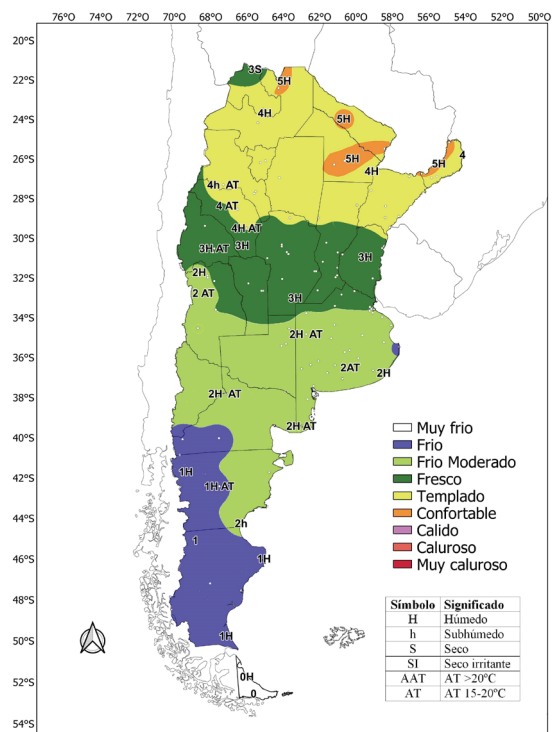 76°O 74°O 72°O 70°O 68°O 66°O 64°O 62°O 60°O 58°O 56°O 54°O 52°O 50°O
20°S
3S
22°S
5H
24°S
4H
5H
26°S
5H
4H
5H
4
4h AT
28°S
4 AT
4H-AT
30°S
3H-AT
3H
3H
2H
32°S
2 AT
3H
34°S
2H AT
36°S
2AT
2H
38°S
2H AT
2H AT
40°S
1H
42°S
1H-AT
44°S
2h
1
46°S
1H
48°S
50°S
1H
52°S
0H
0
54°S
Muy frio
Frio
Frio Moderado
Fresco
Templado
Confortable
Calido
Caluroso
Muy caluroso
Símbolo Significado
H Húmedo
h Subhúmedo
S Seco
SI Seco irritante
AAT AT >20ºC
AT AT 15-20ºC